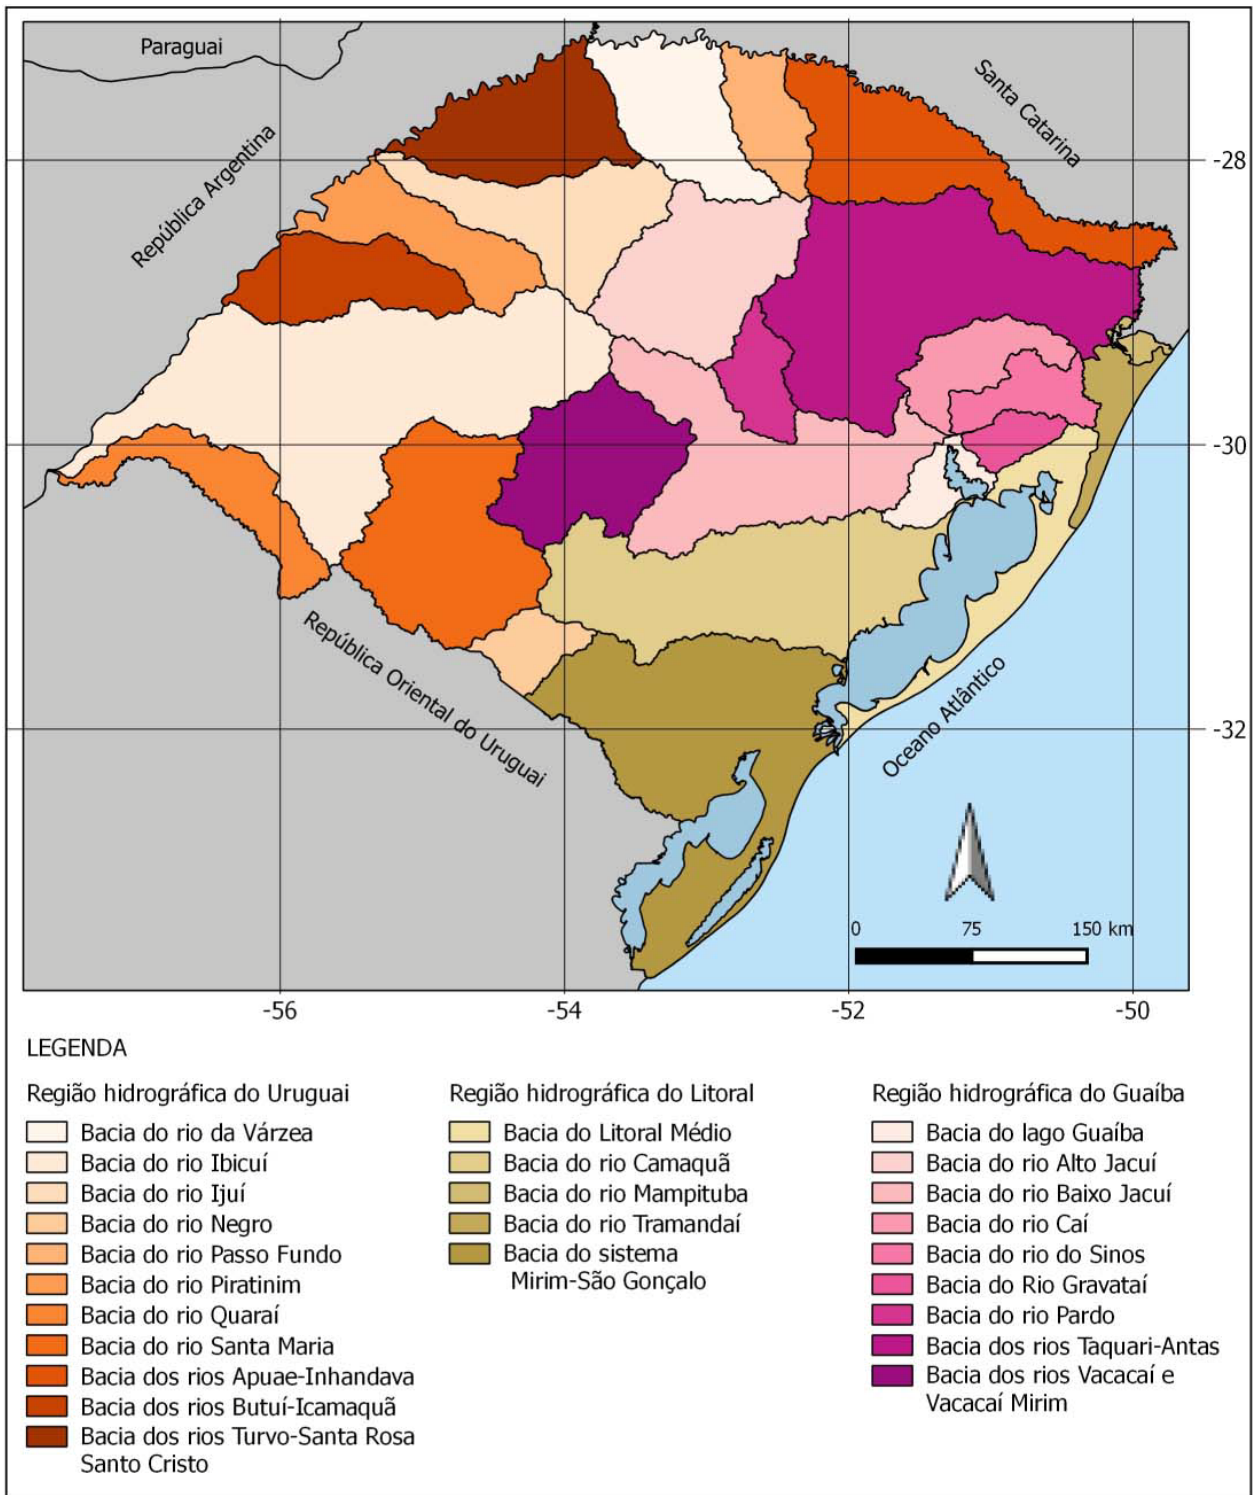 Paraguai
República Argentina
Santa Catarina
-28
-30
República Oriental do Uruguai
Oceano Atlântico
-32
0 75 150 km
-56 -54 -52 -50
LEGENDA
Região hidrográfica do Uruguai
Bacia do rio da Várzea
Bacia do rio Ibicuí
Bacia do rio Ijuí
Bacia do rio Negro
Bacia do rio Passo Fundo
Bacia do rio Piratinim
Bacia do rio Quaraí
Bacia do rio Santa Maria
Bacia dos rios Apuae-Inhandava
Bacia dos rios Butuí-Icamaquã
Bacia dos rios Turvo-Santa Rosa
Santo Cristo
Região hidrográfica do Litoral
Bacia do Litoral Médio
Bacia do rio Camaquã
Bacia do rio Mampituba
Bacia do rio Tramandaí
Bacia do sistema
Mirim-São Gonçalo
Região hidrográfica do Guaíba
Bacia do lago Guaíba
Bacia do rio Alto Jacuí
Bacia do rio Baixo Jacuí
Bacia do rio Caí
Bacia do rio do Sinos
Bacia do Rio Gravataí
Bacia do rio Pardo
Bacia dos rios Taquari-Antas
Bacia dos rios Vacacaí e
Vacacaí Mirim